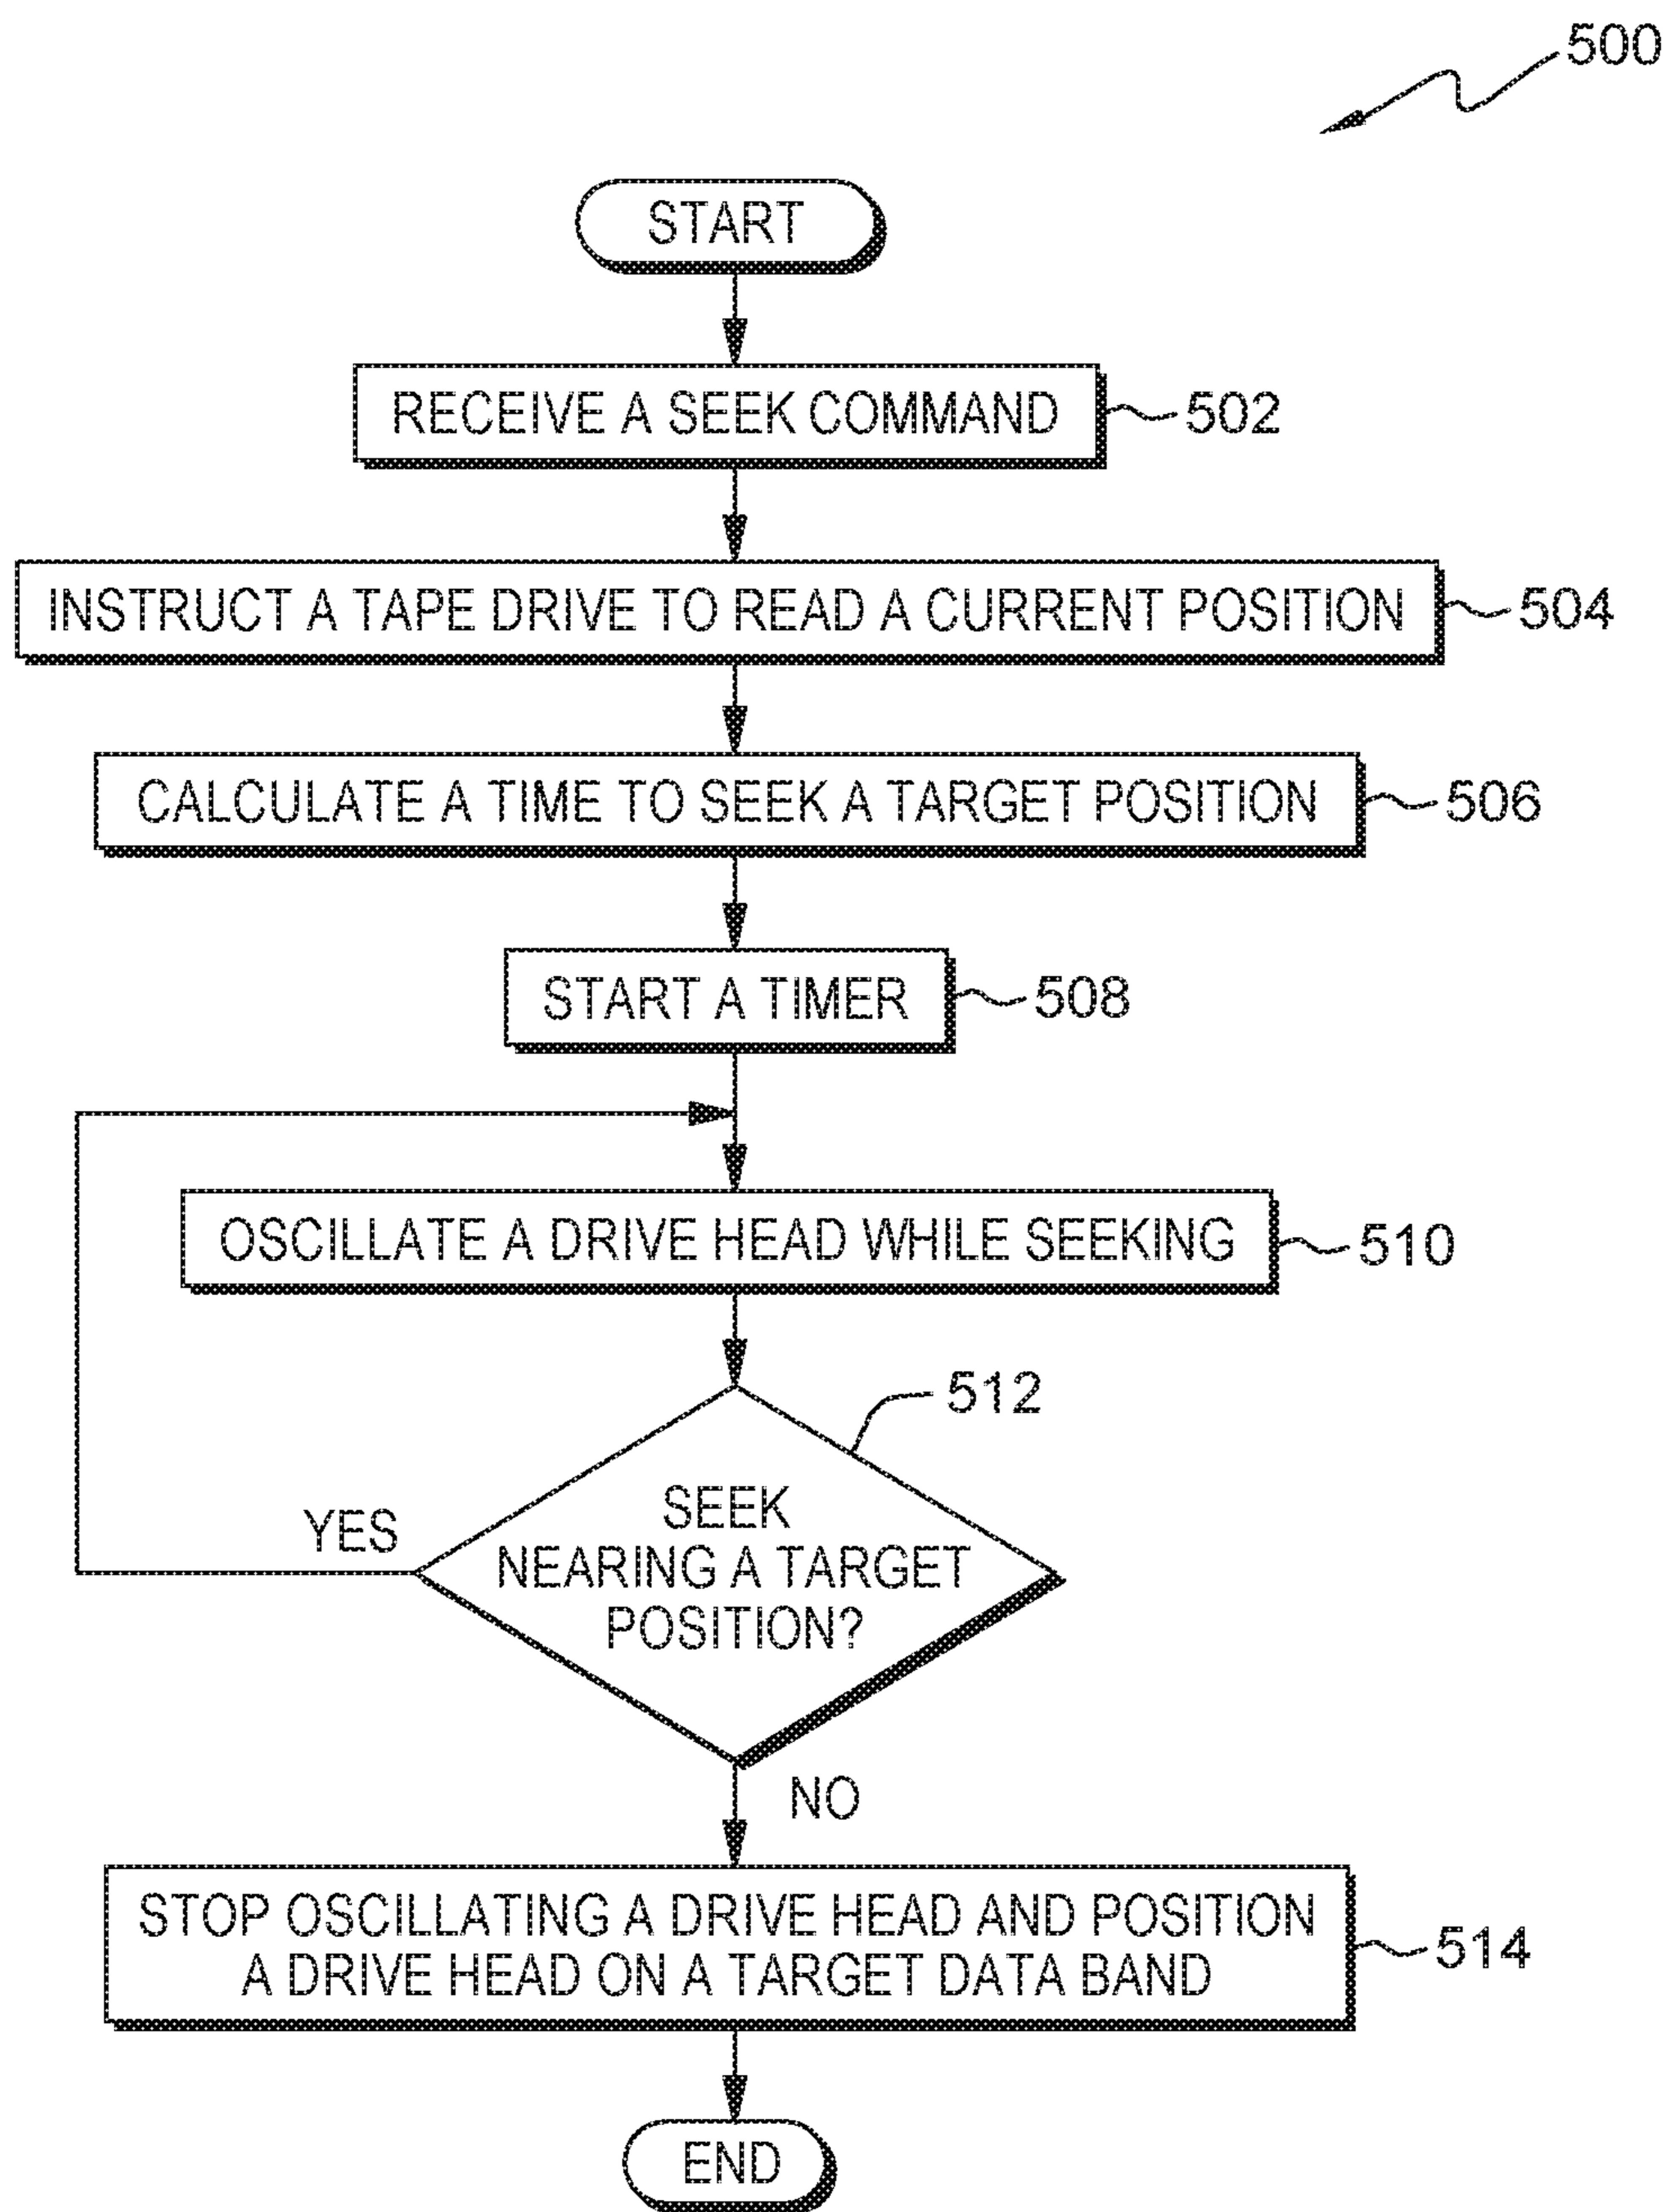 500
START
RECEIVE A SEEK COMMAND
502
INSTRUCT A TAPE DRIVE TO READ A CURRENT POSITION
504
CALCULATE A TIME TO SEEK A TARGET POSITION
506
START A TIMER
508
OSCILLATE A DRIVE HEAD WHILE SEEKING
510
512
SEEK
NEARING A TARGET
POSITION?
YES
NO
STOP OSCILLATING A DRIVE HEAD AND POSITION
A DRIVE HEAD ON A TARGET DATA BAND
514
END